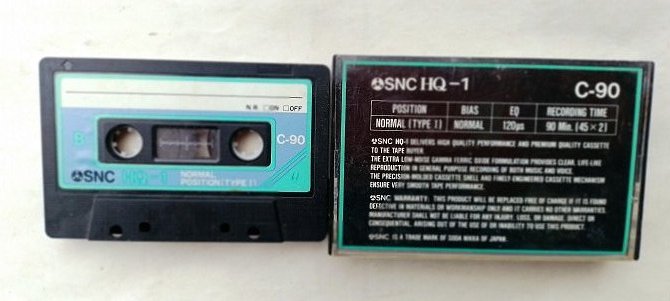 N R □ON □OFF
B
C-90
SNC HQ-1 NORMAL
POSITION (TYPE I)
SNC HQ-1
C-90
POSITION BIAS EQ RECORDING TIME
NORMAL (TYPE I) NORMAL 120μs 90 Min. (45×2)
SNC HQ-1 DELIVERS HIGH QUALITY PERFORMANCE AND PREMIUM QUALITY CASSETTE
TO THE TAPE BUYER.
THE EXTRA LOW-NOISE GAMMA FERRIC OXIDE FORMULATION PROVIDES CLEAR, LIFE-LIKE
REPRODUCTION IN GENERAL PURPOSE RECORDING OF BOTH MUSIC AND VOICE.
THE PRECISION-MOLDED CASSETTE SHELL AND FINELY ENGINEERED CASSETTE MECHANISM
ENSURE VERY SMOOTH TAPE PERFORMANCE.
SNC WARRANTY: THIS PRODUCT WILL BE REPLACED FREE OF CHARGE IF IT IS FOUND
DEFECTIVE IN MATERIALS OR WORKMANSHIP ONLY AND IT CARRIES NO OTHER WARRANTIES.
MANUFACTURER SHALL NOT BE LIABLE FOR ANY INJURY, LOSS, OR DAMAGE, DIRECT OR
CONSEQUENTIAL, ARISING OUT OF THE USE OF OR INABILITY TO USE THIS PRODUCT.
SNC IS A TRADE MARK OF SODA NIKKA OF JAPAN.